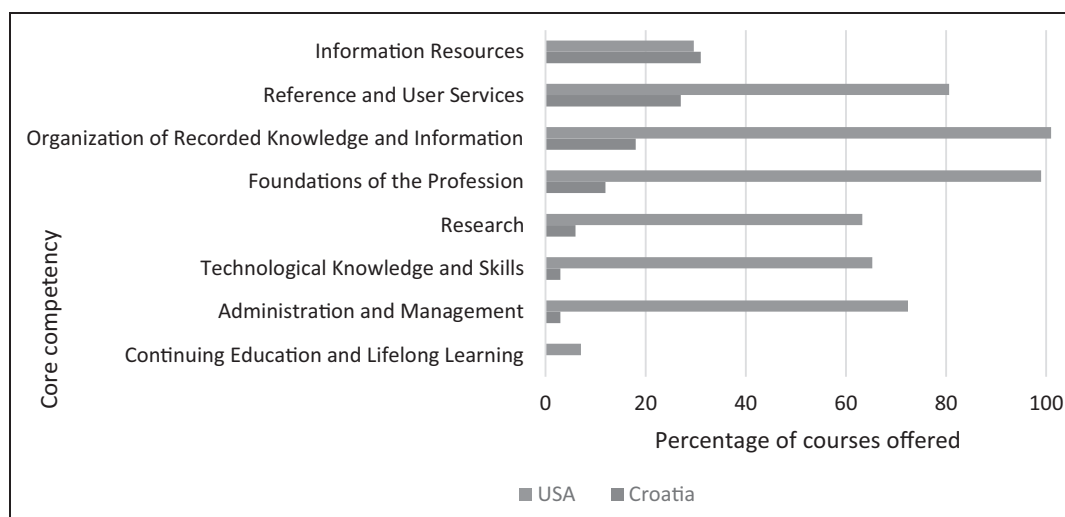 Information Resources
Reference and User Services
Organization of Recorded Knowledge and Information
Foundations of the Profession
Research
Technological Knowledge and Skills
Administration and Management
Continuing Education and Lifelong Learning
Core competency
0 20 40 60 80 100
Percentage of courses offered
USA Croatia